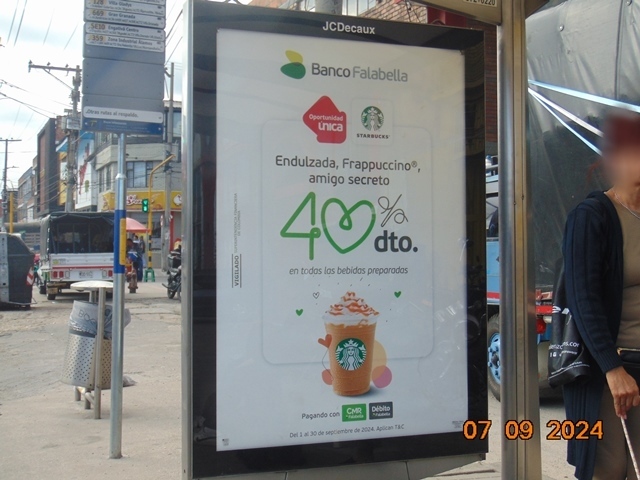 JCDecaux
Banco Falabella
Oportunidad
única
STARBUCKS
Endulzada, Frappuccino®,
amigo secreto
40%
dto.
en todas las bebidas preparadas
VIGILADO
Pagando con CMR Débito
Del 1 al 30 de septiembre de 2024. Aplican T&C.
07 09 2024